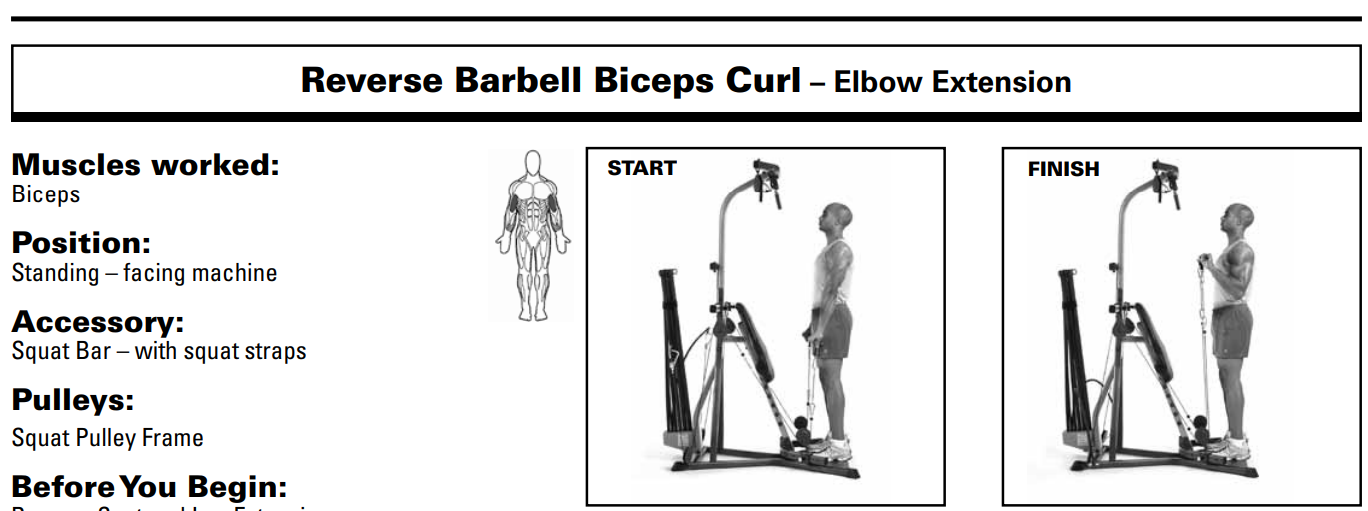 Reverse Barbell Biceps Curl – Elbow Extension
Muscles worked:
Biceps
Position:
Standing – facing machine
Accessory:
Squat Bar – with squat straps
Pulleys:
Squat Pulley Frame
Before You Begin:
START
FINISH